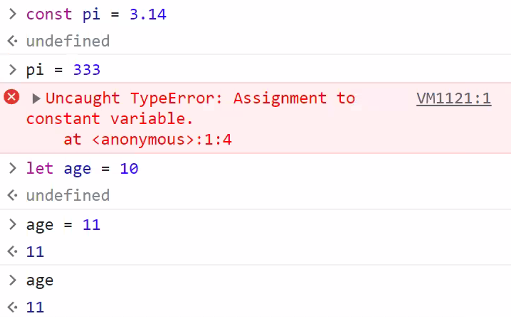 > const pi = 3.14
< undefined
> pi = 333
Uncaught TypeError: Assignment to VM1121:1
constant variable.
at <anonymous>:1:4
> let age = 10
< undefined
> age = 11
< 11
> age
< 11